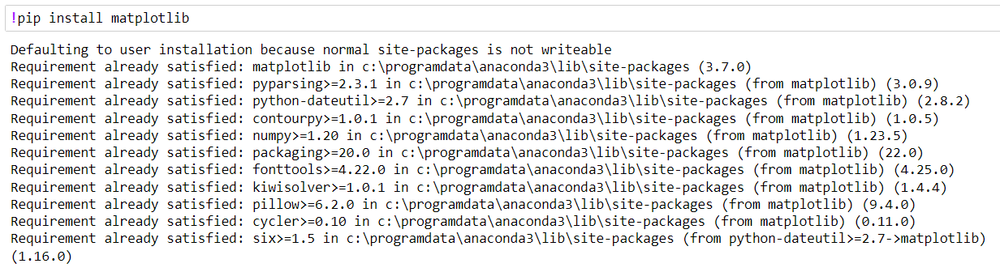 !pip install matplotlib
Defaulting to user installation because normal site-packages is not writeable
Requirement already satisfied: matplotlib in c:\programdata\anaconda3\lib\site-packages (3.7.0)
Requirement already satisfied: pyparsing>=2.3.1 in c:\programdata\anaconda3\lib\site-packages (from matplotlib) (3.0.9)
Requirement already satisfied: python-dateutil>=2.7 in c:\programdata\anaconda3\lib\site-packages (from matplotlib) (2.8.2)
Requirement already satisfied: contourpy>=1.0.1 in c:\programdata\anaconda3\lib\site-packages (from matplotlib) (1.0.5)
Requirement already satisfied: numpy>=1.20 in c:\programdata\anaconda3\lib\site-packages (from matplotlib) (1.23.5)
Requirement already satisfied: packaging>=20.0 in c:\programdata\anaconda3\lib\site-packages (from matplotlib) (22.0)
Requirement already satisfied: fonttools>=4.22.0 in c:\programdata\anaconda3\lib\site-packages (from matplotlib) (4.25.0)
Requirement already satisfied: kiwisolver>=1.0.1 in c:\programdata\anaconda3\lib\site-packages (from matplotlib) (1.4.4)
Requirement already satisfied: pillow>=6.2.0 in c:\programdata\anaconda3\lib\site-packages (from matplotlib) (9.4.0)
Requirement already satisfied: cycler>=0.10 in c:\programdata\anaconda3\lib\site-packages (from matplotlib) (0.11.0)
Requirement already satisfied: six>=1.5 in c:\programdata\anaconda3\lib\site-packages (from python-dateutil>=2.7->matplotlib)
(1.16.0)